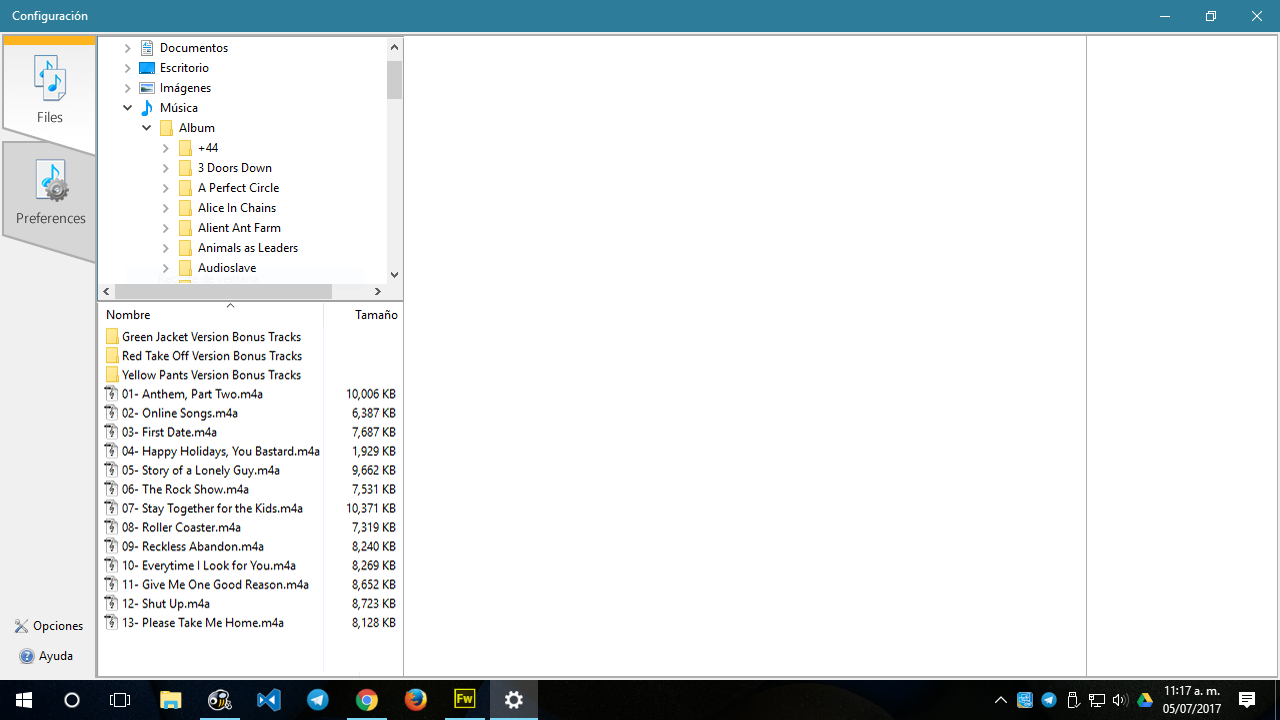 Configuración
Files
Preferences
Opciones
Ayuda
Documentos
Escritorio
Imágenes
Música
Album
+44
3 Doors Down
A Perfect Circle
Alice In Chains
Alient Ant Farm
Animals as Leaders
Audioslave
Nombre Tamaño
Green Jacket Version Bonus Tracks
Red Take Off Version Bonus Tracks
Yellow Pants Version Bonus Tracks
01- Anthem, Part Two.m4a 10,006 KB
02- Online Songs.m4a 6,387 KB
03- First Date.m4a 7,687 KB
04- Happy Holidays, You Bastard.m4a 1,929 KB
05- Story of a Lonely Guy.m4a 9,662 KB
06- The Rock Show.m4a 7,531 KB
07- Stay Together for the Kids.m4a 10,371 KB
08- Roller Coaster.m4a 7,319 KB
09- Reckless Abandon.m4a 8,240 KB
10- Everytime I Look for You.m4a 8,269 KB
11- Give Me One Good Reason.m4a 8,652 KB
12- Shut Up.m4a 8,723 KB
13- Please Take Me Home.m4a 8,128 KB
Fw
11:17 a. m.
05/07/2017